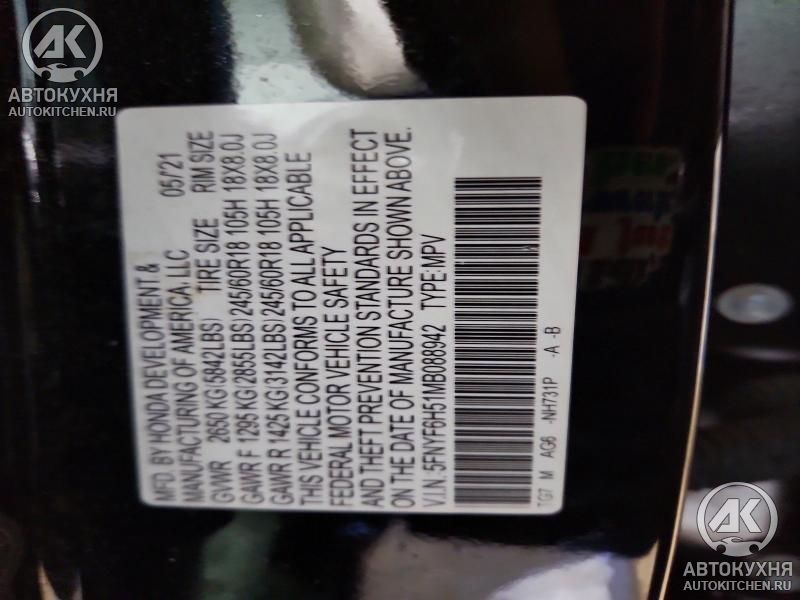 АК
АВТОКУХНЯ
AUTOKITCHEN.RU
MFD. BY HONDA DEVELOPMENT &
MANUFACTURING OF AMERICA, LLC 05/21
GVWR 2650 KG(5842LBS) TIRE SIZE RIM SIZE
GAWR F 1295 KG(2855LBS) 245/60R18 105H 18X8.0J
GAWR R 1425 KG(3142LBS) 245/60R18 105H 18X8.0J
THIS VEHICLE CONFORMS TO ALL APPLICABLE
FEDERAL MOTOR VEHICLE SAFETY
AND THEFT PREVENTION STANDARDS IN EFFECT
ON THE DATE OF MANUFACTURE SHOWN ABOVE.
V.I.N. 5FNYF6H51MB088942 TYPE:MPV
TG7 M AG6 -NH731P -A -B
АК
АВТОКУХНЯ
AUTOKITCHEN.RU